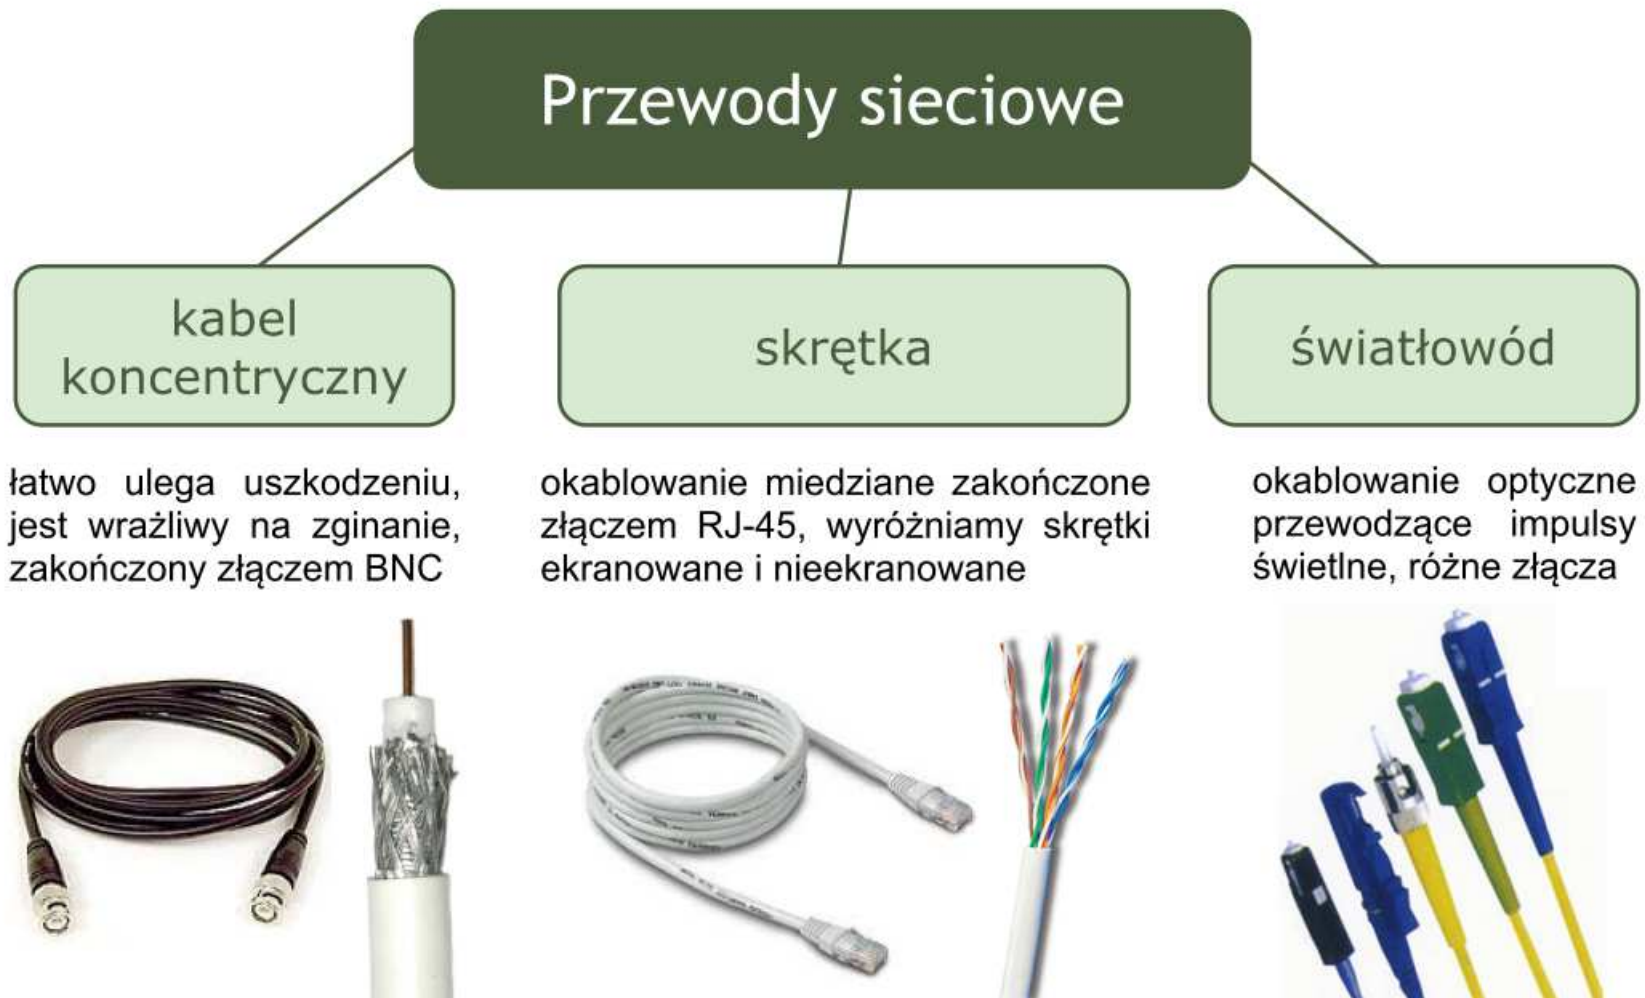 Przewody sieciowe
kabel
koncentryczny
skrętka
światłowód
łatwo ulega uszkodzeniu,
jest wrażliwy na zginanie,
zakończony złączem BNC
okablowanie miedziane zakończone
złączem RJ-45, wyróżniamy skrętki
ekranowane i nieekranowane
okablowanie optyczne
przewodzące impulsy
świetlne, różne złącza